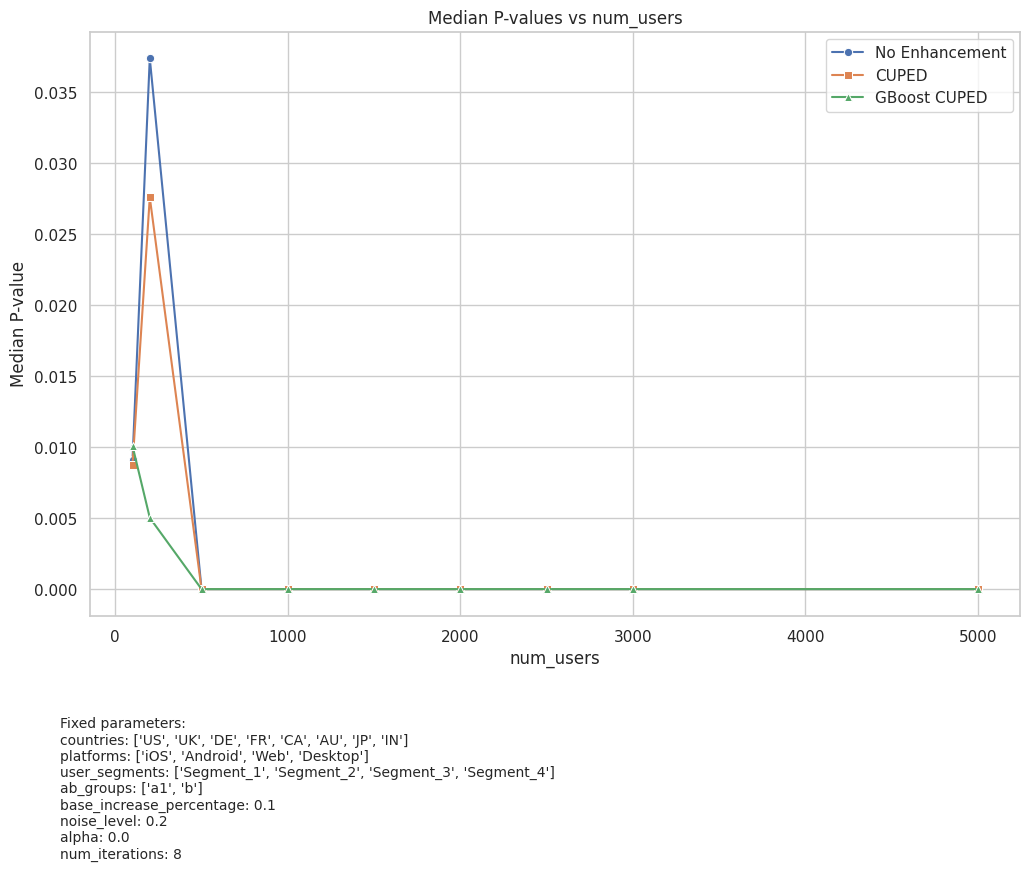 Median P-values vs num_users
No Enhancement
CUPED
GBoost CUPED
Median P-value
0.035
0.030
0.025
0.020
0.015
0.010
0.005
0.000
0
1000
2000
3000
4000
5000
num_users
Fixed parameters:
countries: ['US', 'UK', 'DE', 'FR', 'CA', 'AU', 'JP', 'IN']
platforms: ['iOS', 'Android', 'Web', 'Desktop']
user_segments: ['Segment_1', 'Segment_2', 'Segment_3', 'Segment_4']
ab_groups: ['a1', 'b']
base_increase_percentage: 0.1
noise_level: 0.2
alpha: 0.0
num_iterations: 8